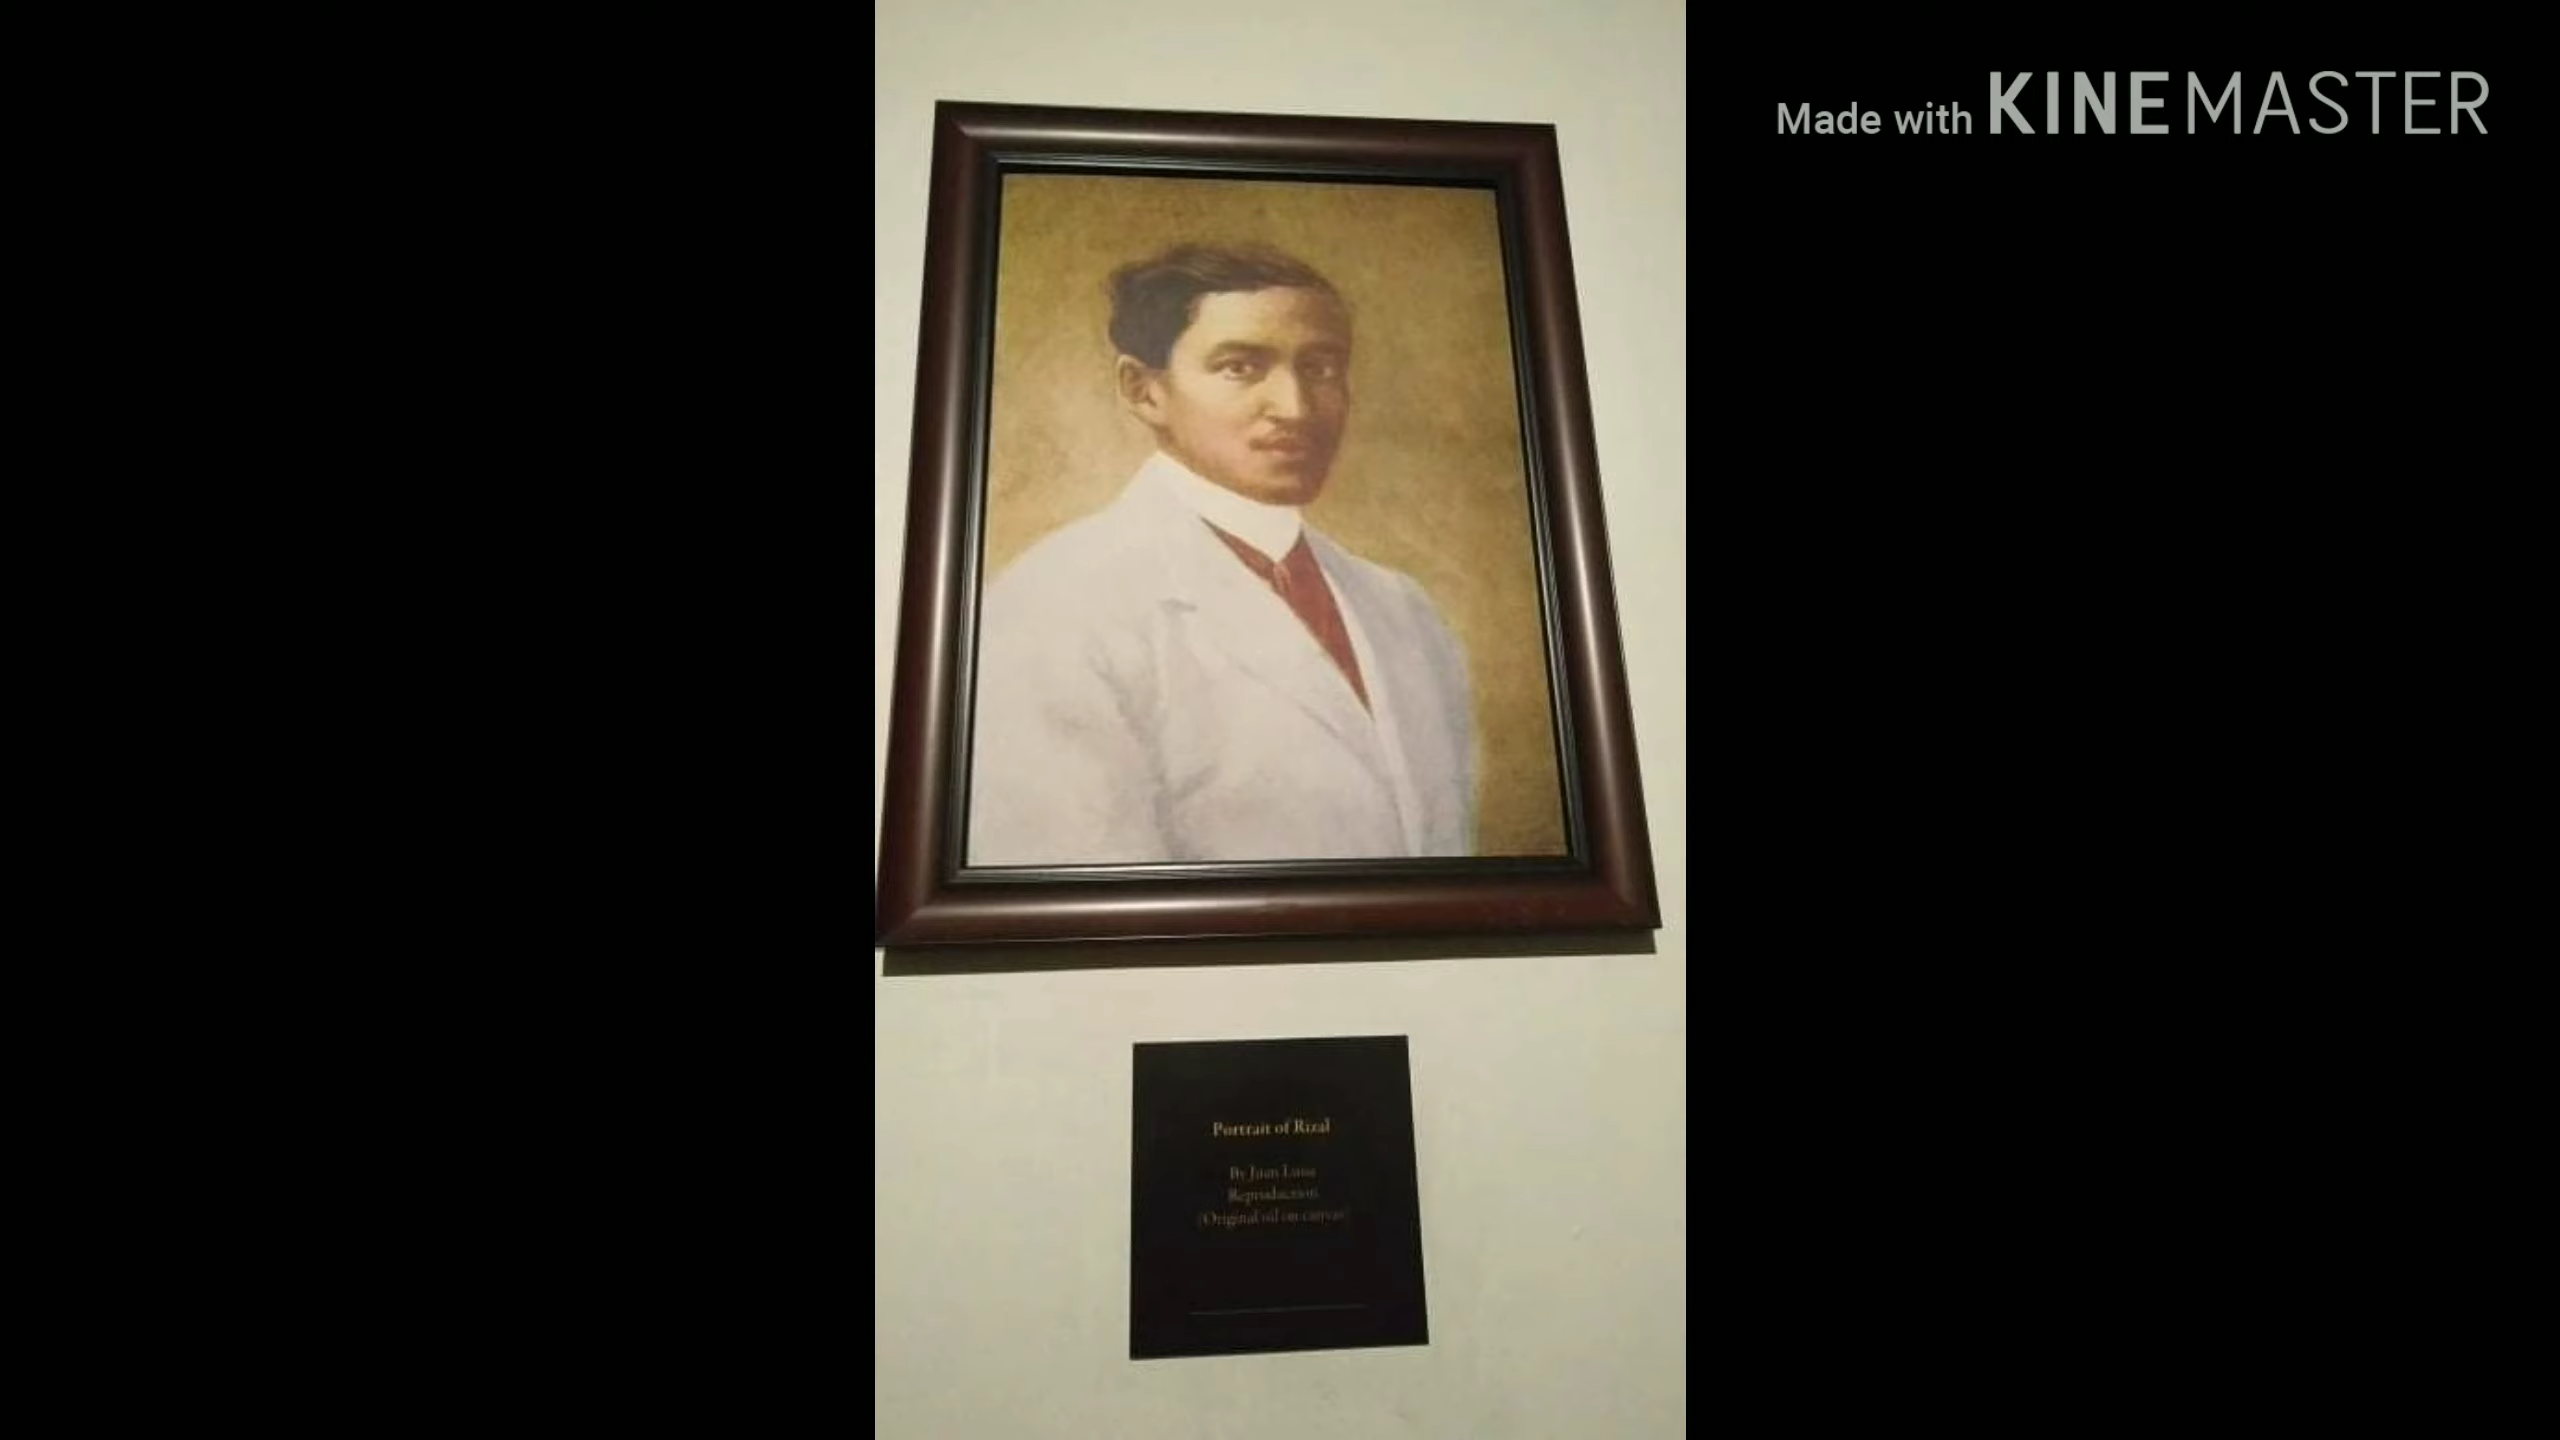 Made with KINEMASTER
Portrait of Rizal
By Juan Luna
Reproduction
(Original oil on canvas)